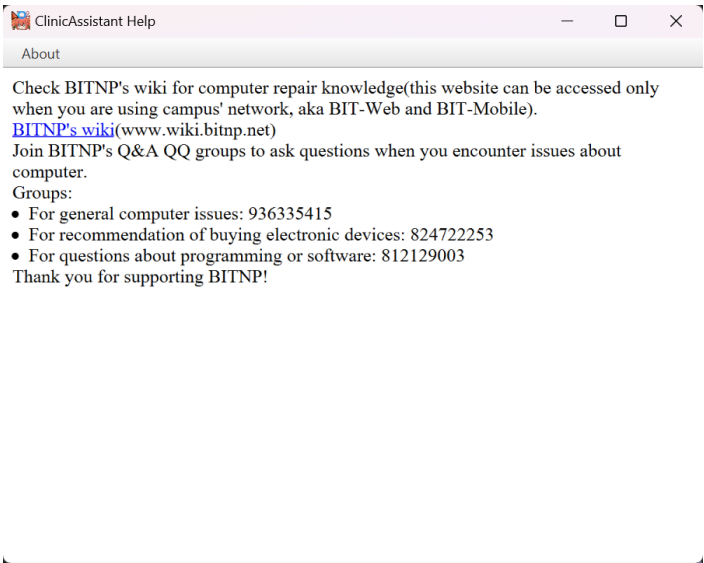 ClinicAssistant Help
About
Check BITNP's wiki for computer repair knowledge(this website can be accessed only
when you are using campus' network, aka BIT-Web and BIT-Mobile).
BITNP's wiki(www.wiki.bitnp.net)
Join BITNP's Q&A QQ groups to ask questions when you encounter issues about
computer.
Groups:
• For general computer issues: 936335415
• For recommendation of buying electronic devices: 824722253
• For questions about programming or software: 812129003
Thank you for supporting BITNP!